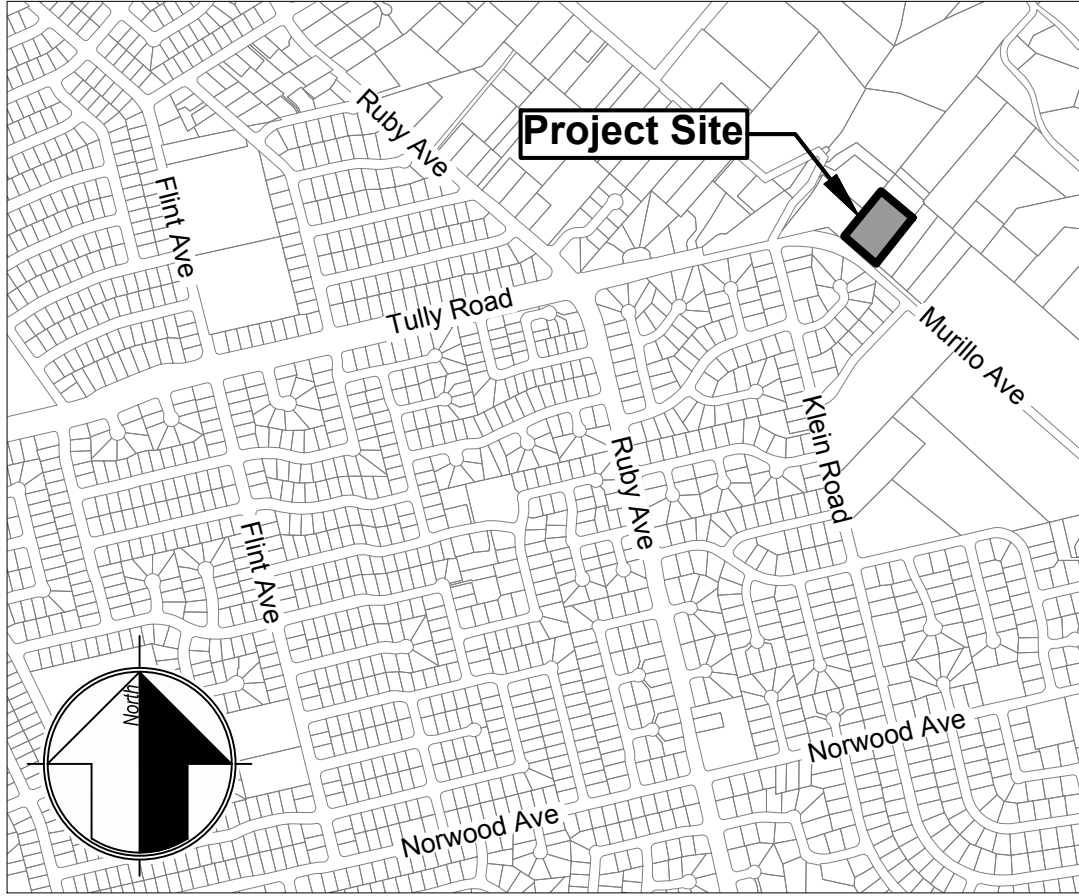 Ruby Ave
Project Site
Flint Ave
Tully Road
Murillo Ave
Klein Road
Ruby Ave
Flint Ave
North
Norwood Ave
Norwood Ave